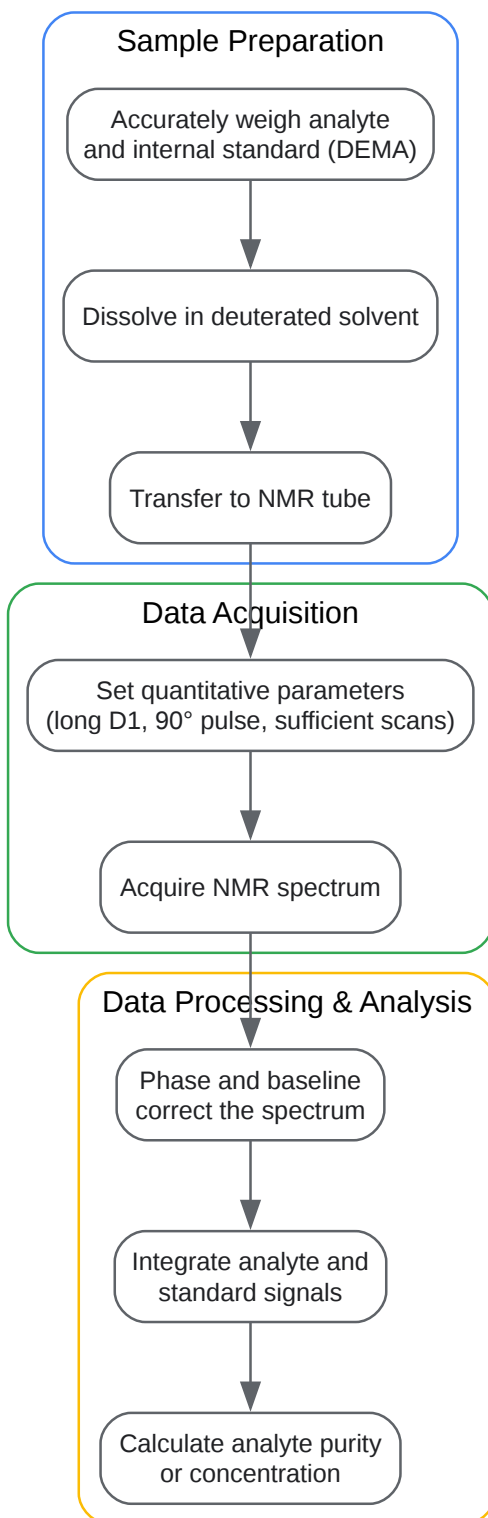 Sample Preparation
Accurately weigh analyte
and internal standard (DEMA)
Dissolve in deuterated solvent
Transfer to NMR tube
Data Acquisition
Set quantitative parameters
(long D1, 90° pulse, sufficient scans)
Acquire NMR spectrum
Data Processing & Analysis
Phase and baseline
correct the spectrum
Integrate analyte and
standard signals
Calculate analyte purity
or concentration